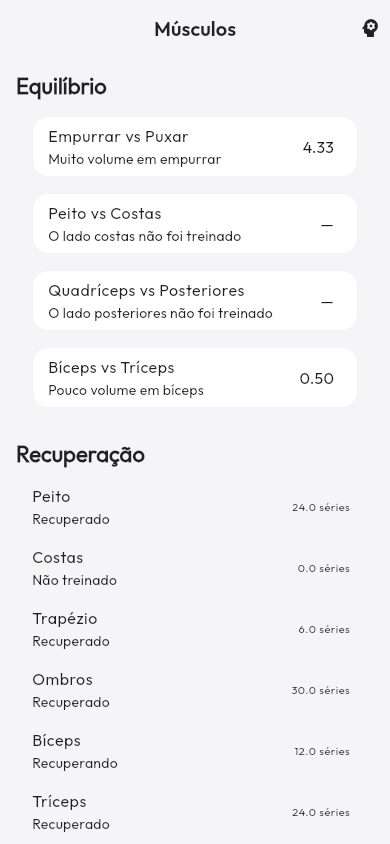 Músculos
Equilíbrio
Empurrar vs Puxar
Muito volume em empurrar
4.33
Peito vs Costas
O lado costas não foi treinado
—
Quadríceps vs Posteriores
O lado posteriores não foi treinado
—
Bíceps vs Tríceps
Pouco volume em bíceps
0.50
Recuperação
Peito
Recuperado
24.0 séries
Costas
Não treinado
0.0 séries
Trapézio
Recuperado
6.0 séries
Ombros
Recuperado
30.0 séries
Bíceps
Recuperando
12.0 séries
Tríceps
Recuperado
24.0 séries